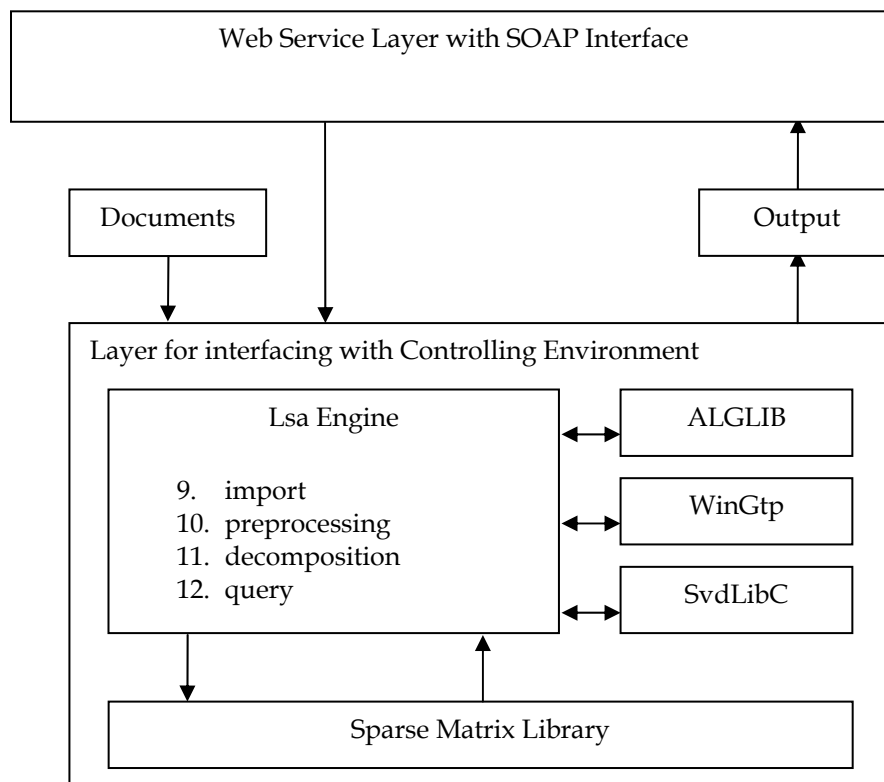 Web Service Layer with SOAP Interface
Documents
Output
Layer for interfacing with Controlling Environment
Lsa Engine
9. import
10. preprocessing
11. decomposition
12. query
ALGLIB
WinGtp
SvdLibC
Sparse Matrix Library